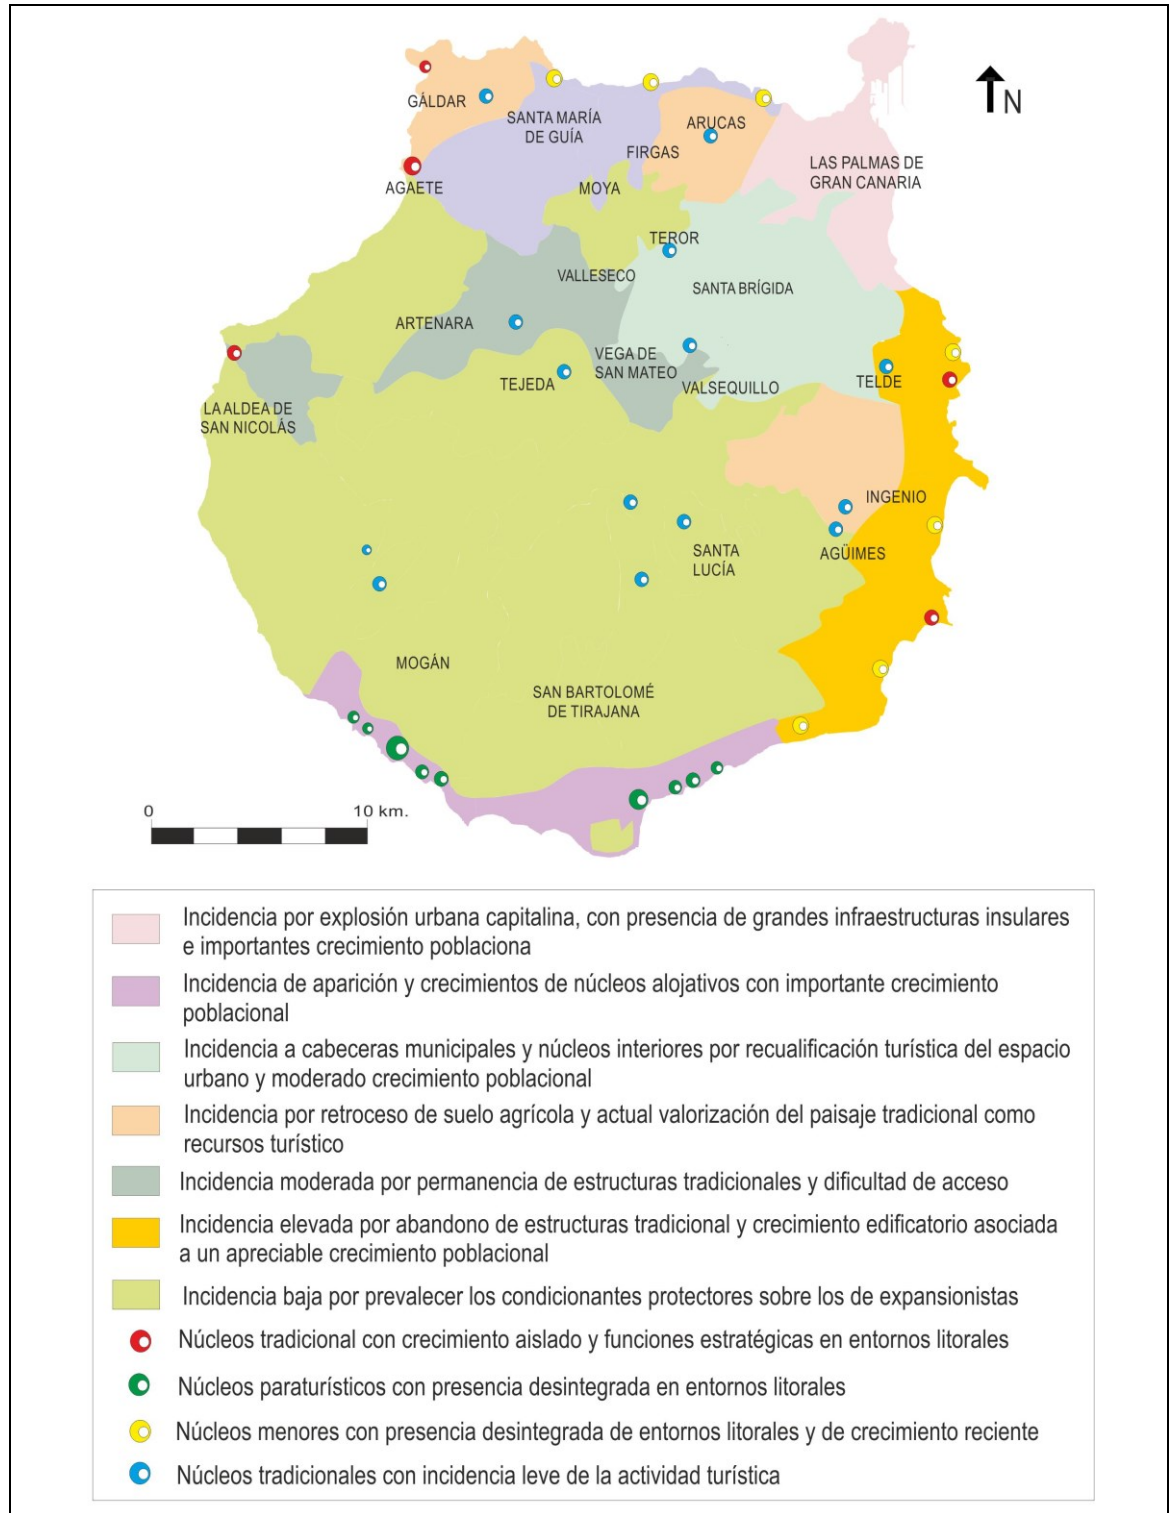 N
GÁLDAR
SANTA MARÍA
DE GUÍA
ARUCAS
FIRGAS
LAS PALMAS DE
GRAN CANARIA
AGAETE
MOYA
TEROR
VALLESECO
SANTA BRÍGIDA
ARTENARA
VEGA DE
SAN MATEO
TEJEDA
VALSEQUILLO
TELDE
LA ALDEA DE
SAN NICOLÁS
INGENIO
AGÜIMES
SANTA
LUCÍA
MOGÁN
SAN BARTOLOMÉ
DE TIRAJANA
0 10 km.
Incidencia por explosión urbana capitalina, con presencia de grandes infraestructuras insulares
e importantes crecimiento poblaciona
Incidencia de aparición y crecimientos de núcleos alojativos con importante crecimiento
poblacional
Incidencia a cabeceras municipales y núcleos interiores por recualificación turística del espacio
urbano y moderado crecimiento poblacional
Incidencia por retroceso de suelo agrícola y actual valorización del paisaje tradicional como
recursos turístico
Incidencia moderada por permanencia de estructuras tradicionales y dificultad de acceso
Incidencia elevada por abandono de estructuras tradicional y crecimiento edificatorio asociada
a un apreciable crecimiento poblacional
Incidencia baja por prevalecer los condicionantes protectores sobre los de expansionistas
Núcleos tradicional con crecimiento aislado y funciones estratégicas en entornos litorales
Núcleos paraturísticos con presencia desintegrada en entornos litorales
Núcleos menores con presencia desintegrada de entornos litorales y de crecimiento reciente
Núcleos tradicionales con incidencia leve de la actividad turística